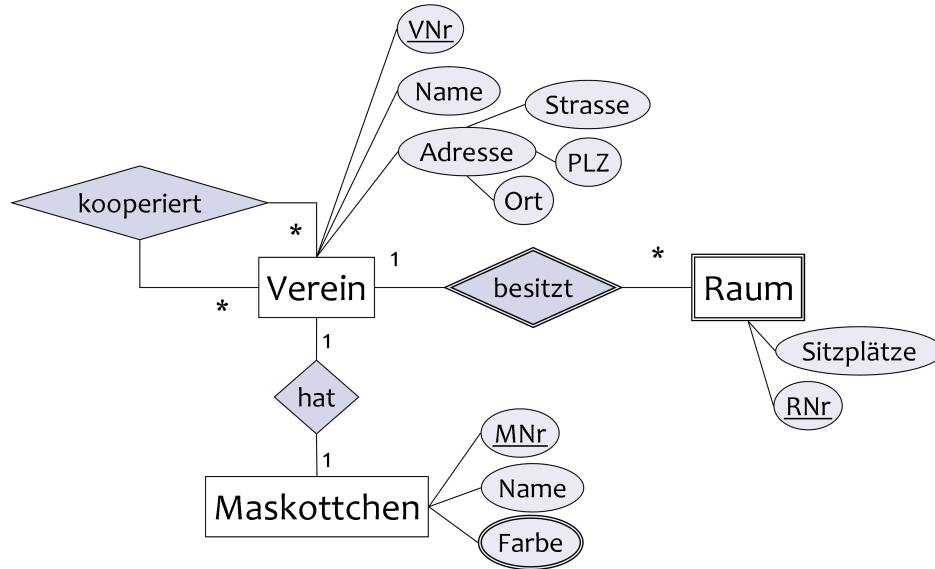 VNr
Name
Strasse
Adresse
PLZ
Ort
kooperiert
*
Verein
1
besitzt
*
Raum
*
1
Sitzplätze
hat
RNr
MNr
1
Name
Maskottchen
Farbe